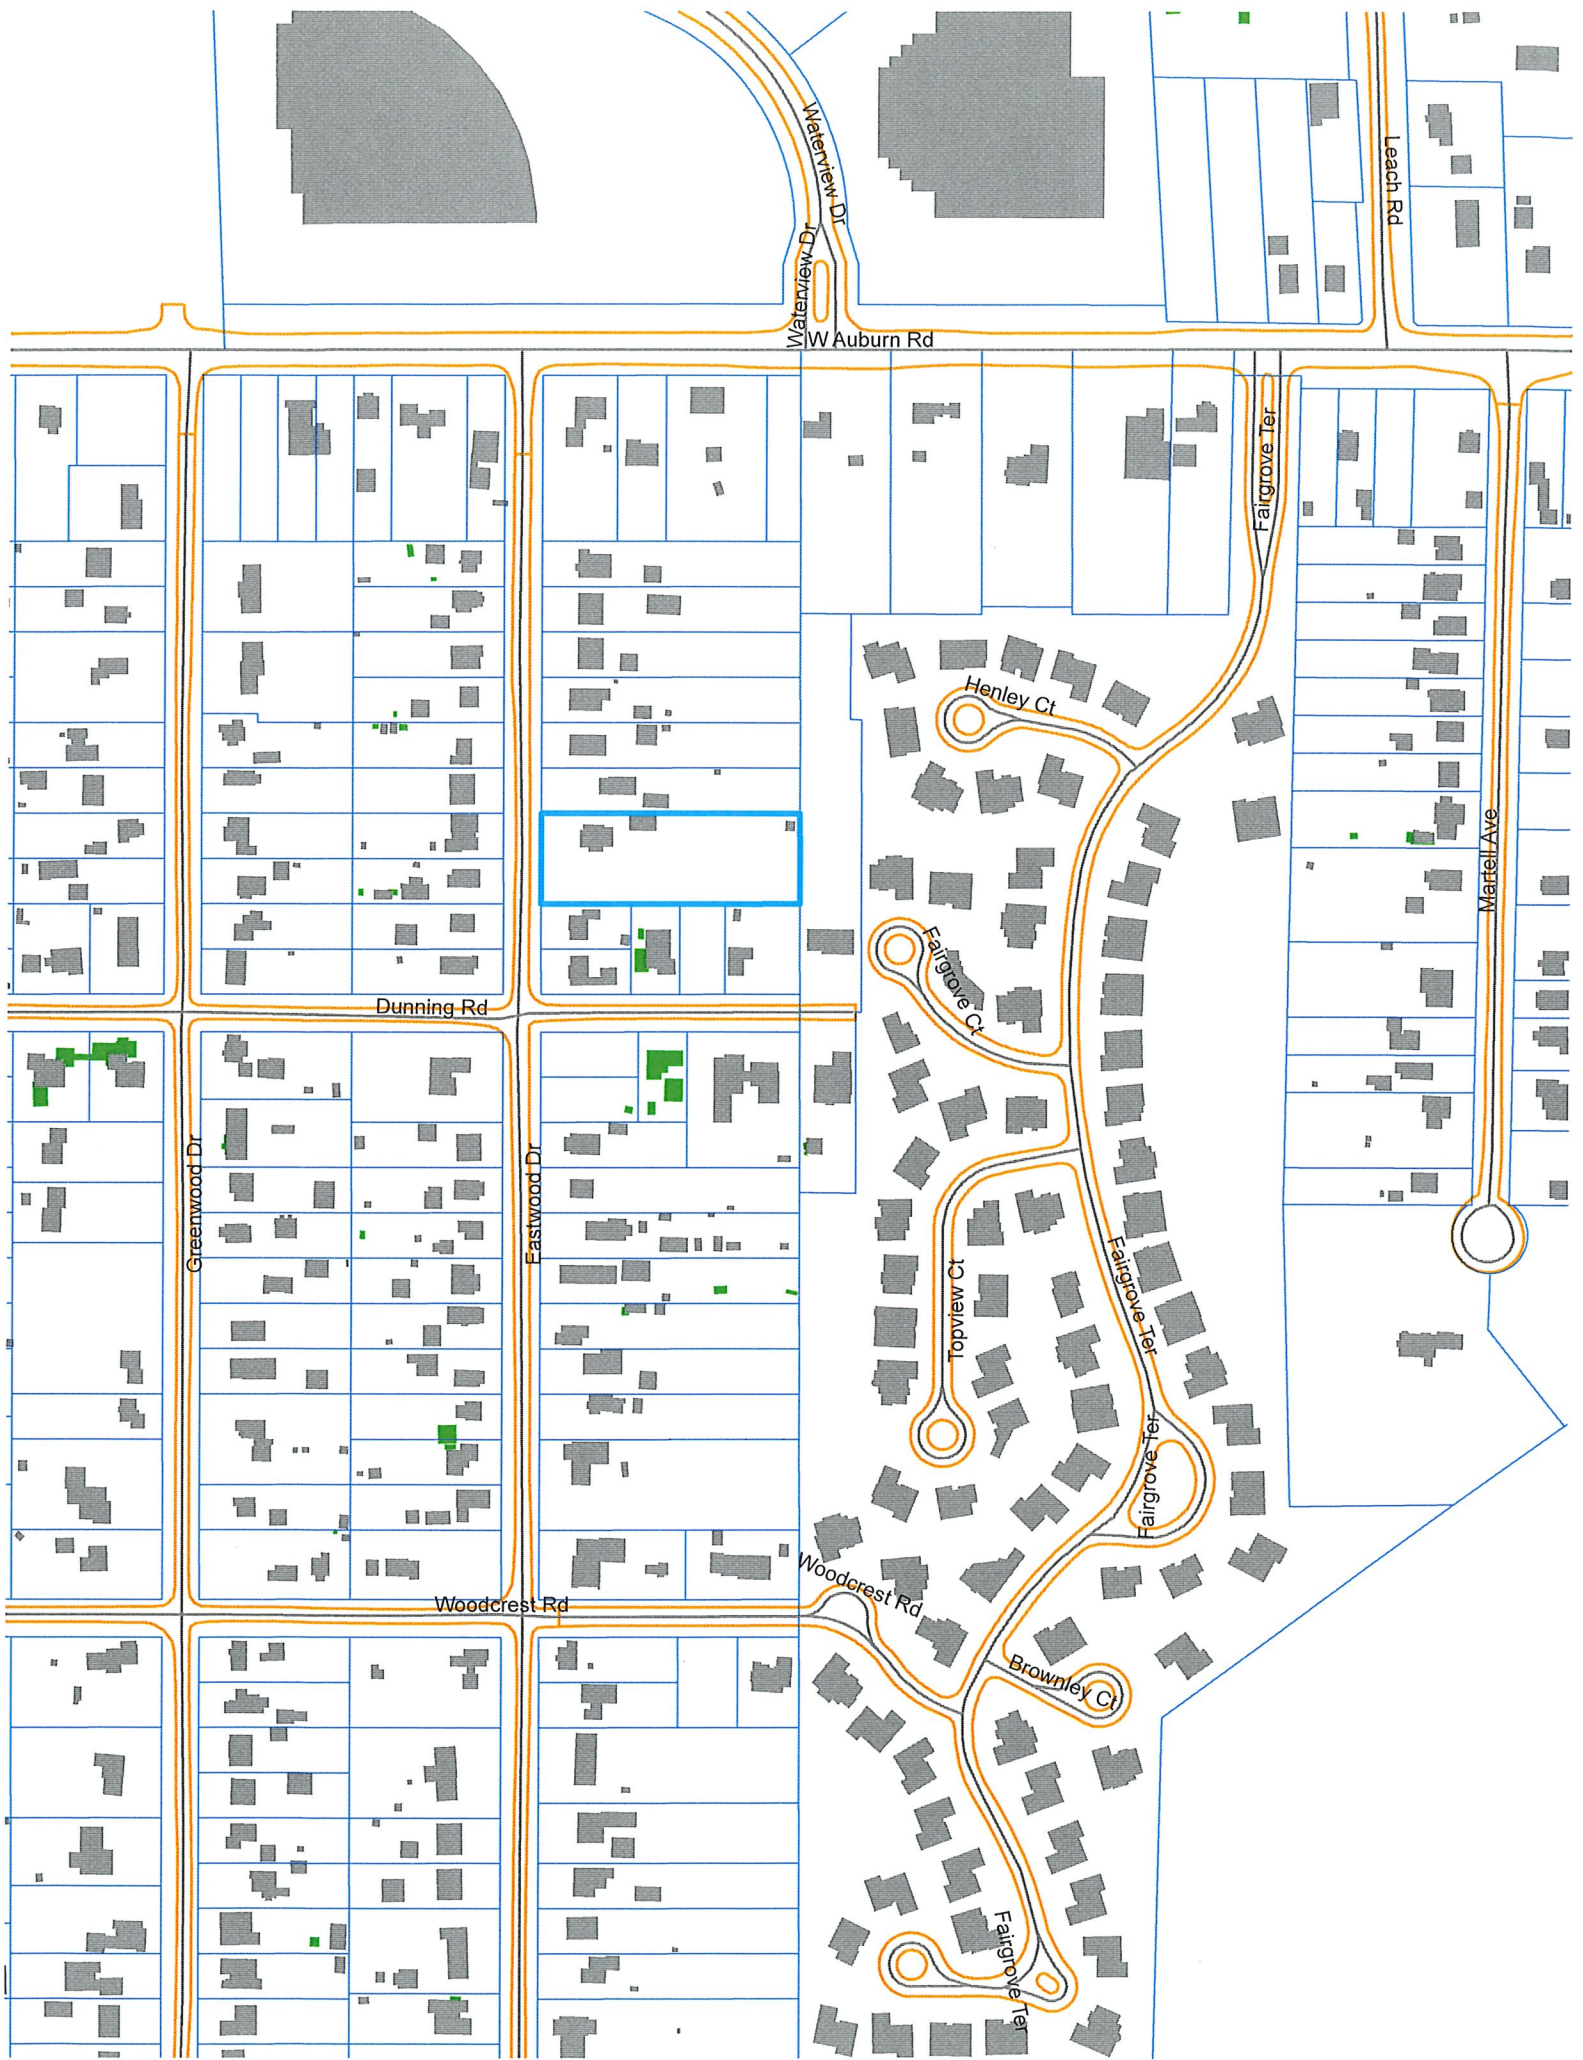 Waterview Dr
Leach Rd
Waterview Dr
W Auburn Rd
Fairgrove Ter
Henley Ct
Martell Ave
Fairgrove Ct
Dunning Rd
Greenwood Dr
Eastwood Dr
Topview Ct
Fairgrove Ter
Fairgrove Ter
Woodcrest Rd
Woodcrest Rd
Brownley Ct
Fairgrove Ter